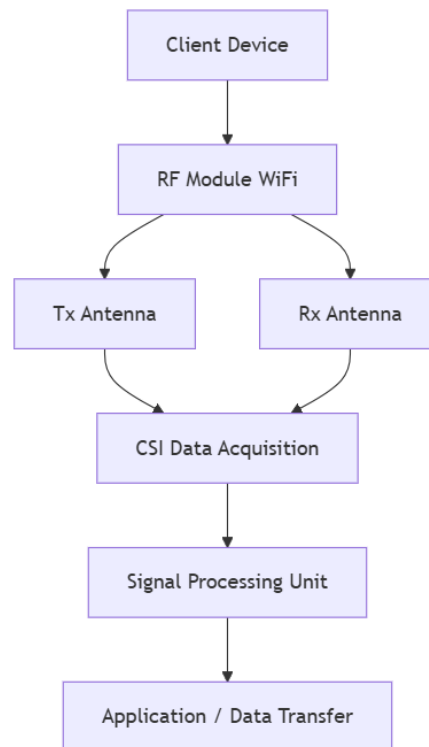 Client Device
RF Module WiFi
Tx Antenna
Rx Antenna
CSI Data Acquisition
Signal Processing Unit
Application / Data Transfer